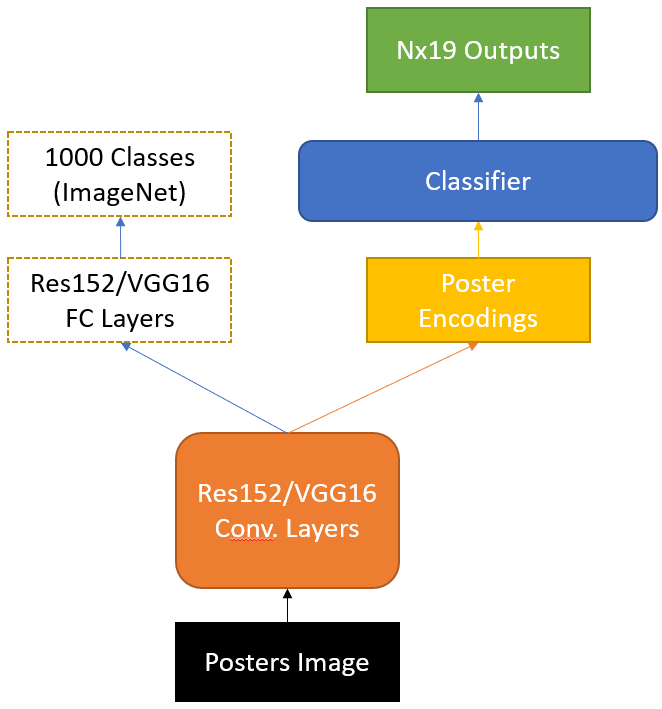 Nx19 Outputs
1000 Classes
(ImageNet)
Classifier
Res152/VGG16
FC Layers
Poster
Encodings
Res152/VGG16
Conv. Layers
Posters Image